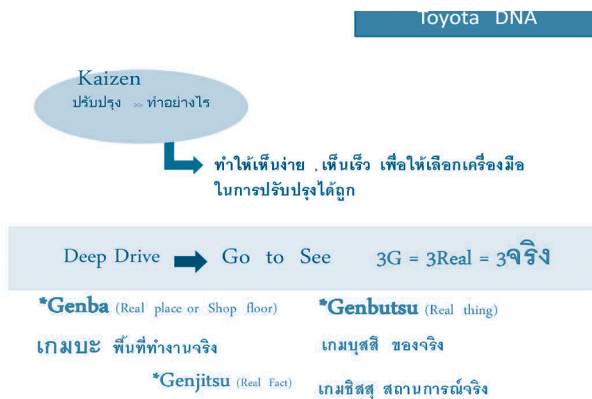 Toyota DNA
Kaizen
ปรับปรุง >> ทำอย่างไร
ทำให้เห็นง่าย , เห็นเร็ว เพื่อให้เลือกเครื่องมือ
ในการปรับปรุงได้ถูก
Deep Drive Go to See 3G = 3Real = 3จริง
*Genba (Real place or Shop floor) *Genbutsu (Real thing)
เกมบะ พื้นที่ทำงานจริง เกมบุสสึ ของจริง
*Genjitsu (Real Fact) เกมชิสสุ สถานการณ์จริง